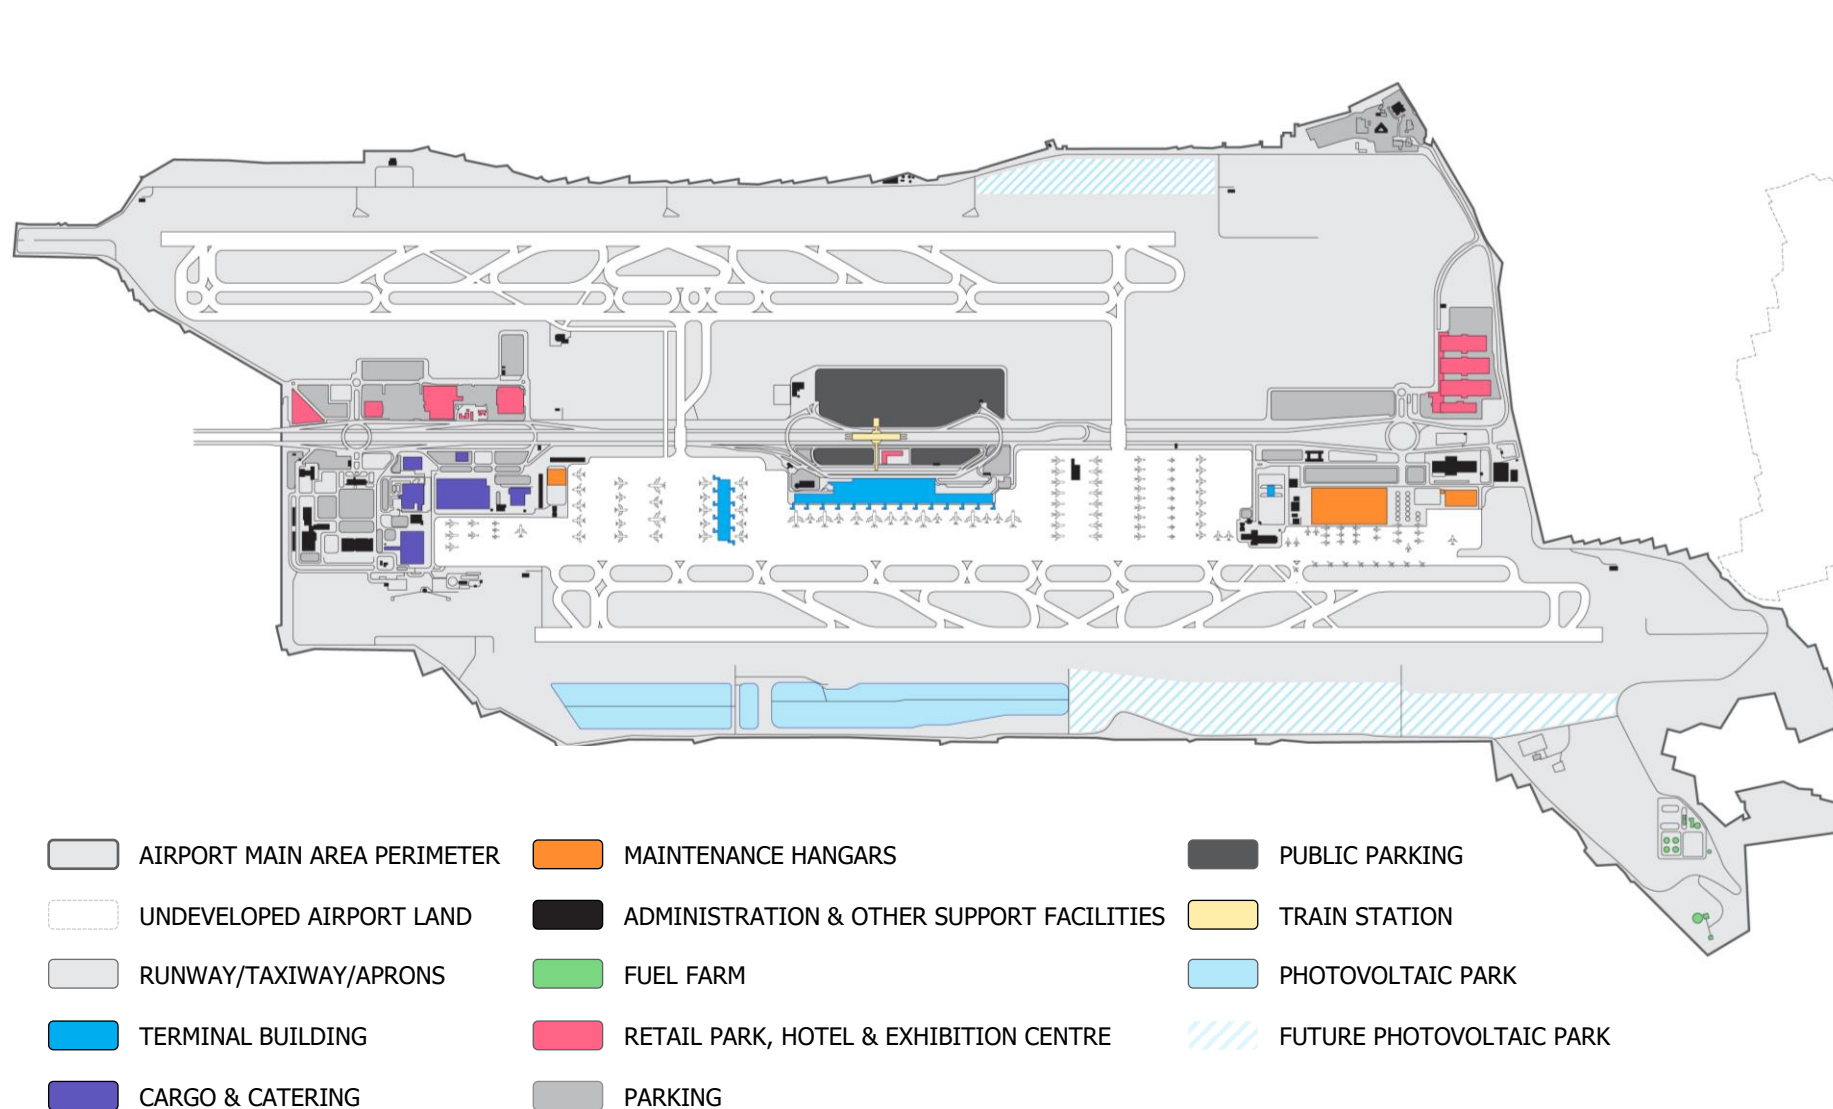 AIRPORT MAIN AREA PERIMETER
MAINTENANCE HANGARS
PUBLIC PARKING
UNDEVELOPED AIRPORT LAND
ADMINISTRATION & OTHER SUPPORT FACILITIES
TRAIN STATION
RUNWAY/TAXIWAY/APRONS
FUEL FARM
PHOTOVOLTAIC PARK
TERMINAL BUILDING
RETAIL PARK, HOTEL & EXHIBITION CENTRE
FUTURE PHOTOVOLTAIC PARK
CARGO & CATERING
PARKING